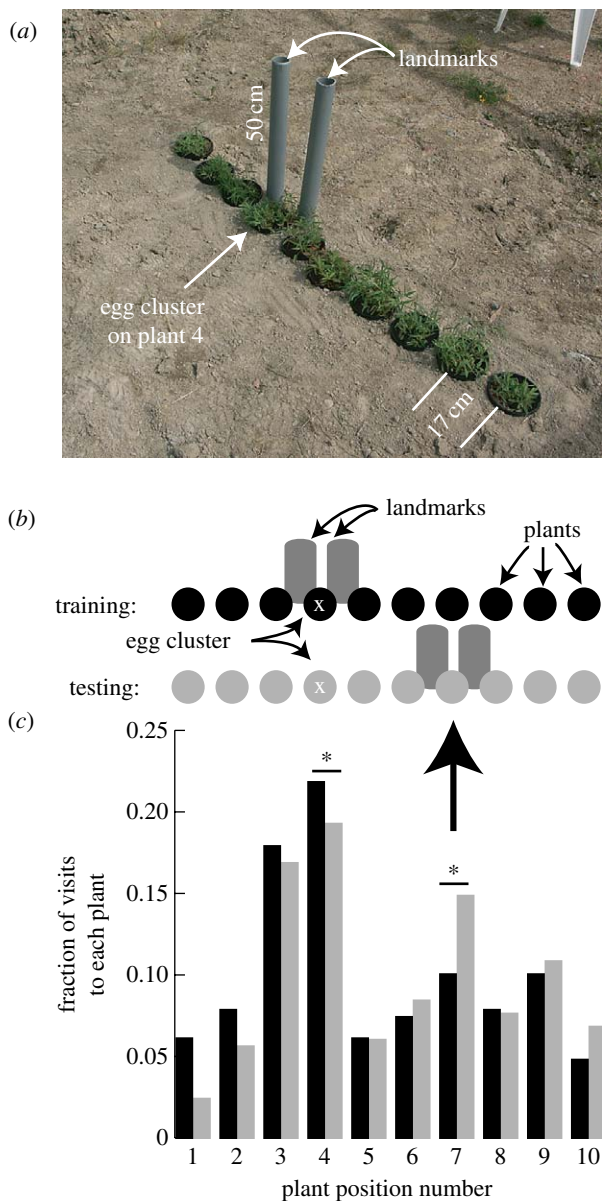 (a)
landmarks
50 cm
egg cluster
on plant 4
17 cm
(b)
landmarks
plants
training:
x
egg cluster
testing:
x
(c)
0.25
*
0.20
0.15
*
0.10
0.05
0
fraction of visits
to each plant
1 2 3 4 5 6 7 8 9 10
plant position number